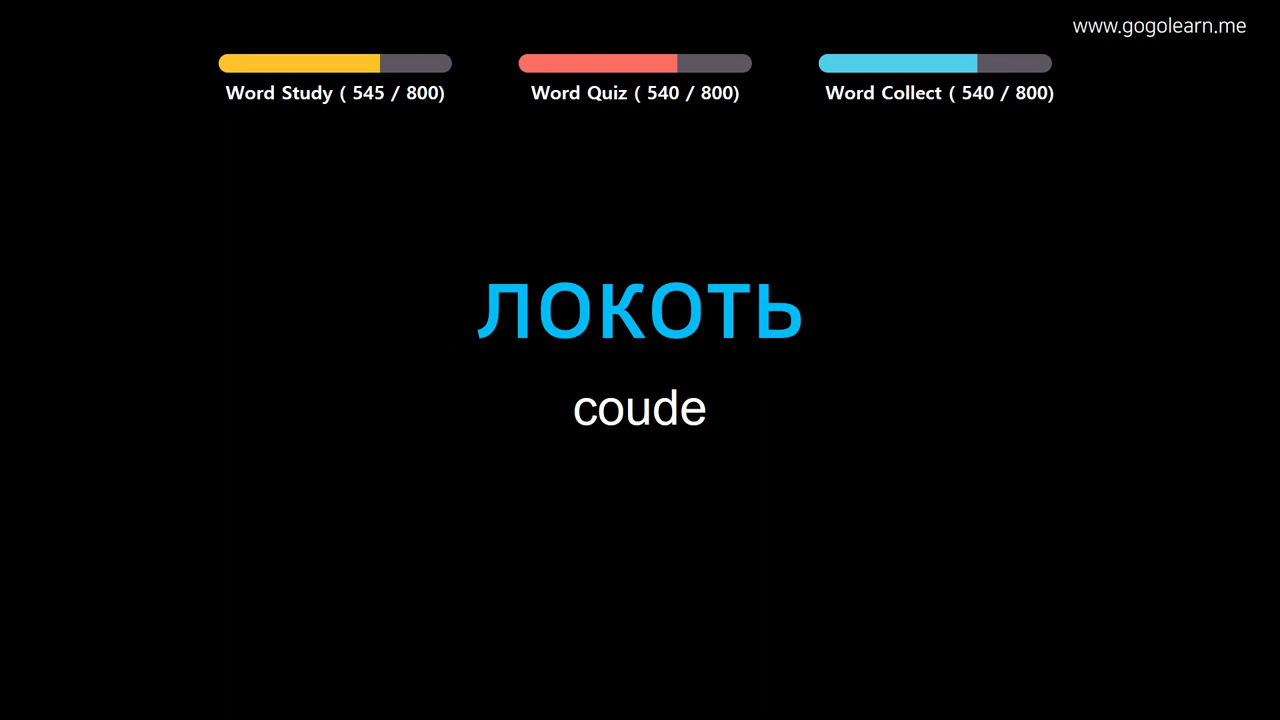 www.gogolearn.me
Word Study ( 545 / 800)
Word Quiz ( 540 / 800)
Word Collect ( 540 / 800)
локоть
coude